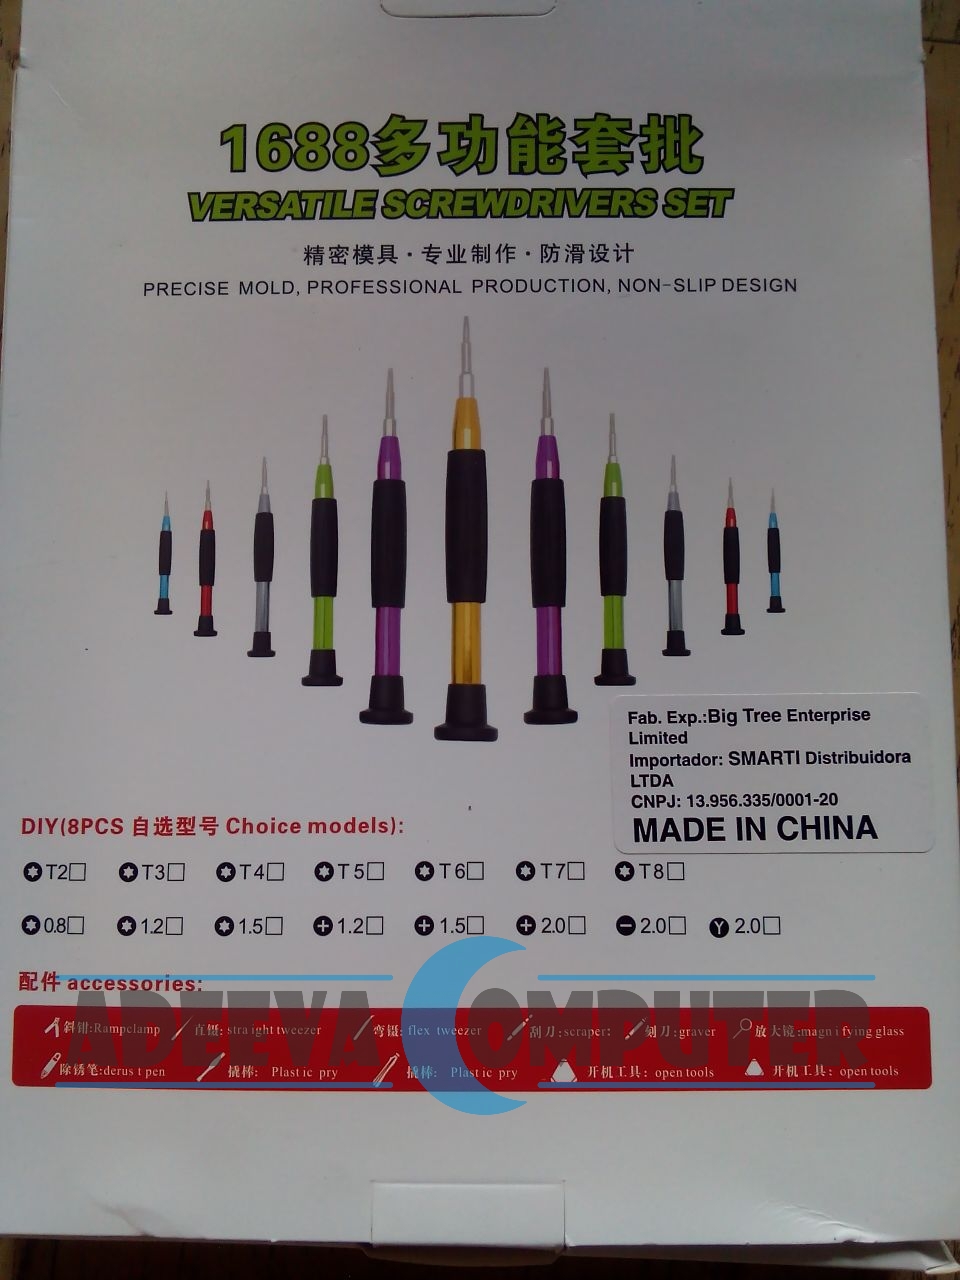 1688多功能套批
VERSATILE SCREWDRIVERS SET
精密模具·专业制作·防滑设计
PRECISE MOLD, PROFESSIONAL PRODUCTION, NON-SLIP DESIGN
Fab. Exp.:Big Tree Enterprise
Limited
Importador: SMARTI Distribuidora
LTDA
CNPJ: 13.956.335/0001-20
MADE IN CHINA
DIY(8PCS 自选型号 Choice models):
T2 T3 T4 T5 T6 T7 T8
0.8 1.2 1.5 1.2 1.5 2.0 2.0 Y 2.0
配件 accessories:
斜钳:Rampclamp 直镊: straight tweezer 弯镊: flex tweezer 刮刀:scraper: 刻刀:graver 放大镜:magnifying glass
除锈笔:derust pen 撬棒: Plastic pry 撬棒: Plastic pry 开机工具: open tools 开机工具: open tools
ADEEVA COMPUTER